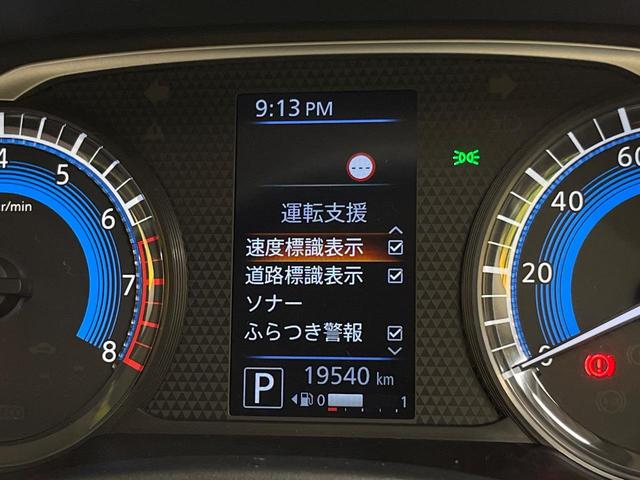 9:13 PM
---
運転支援
速度標識表示
道路標識表示
ソナー
ふらつき警報
P
19540 km
0 1
4
5
6
7
8
r/min
0
20
40
60